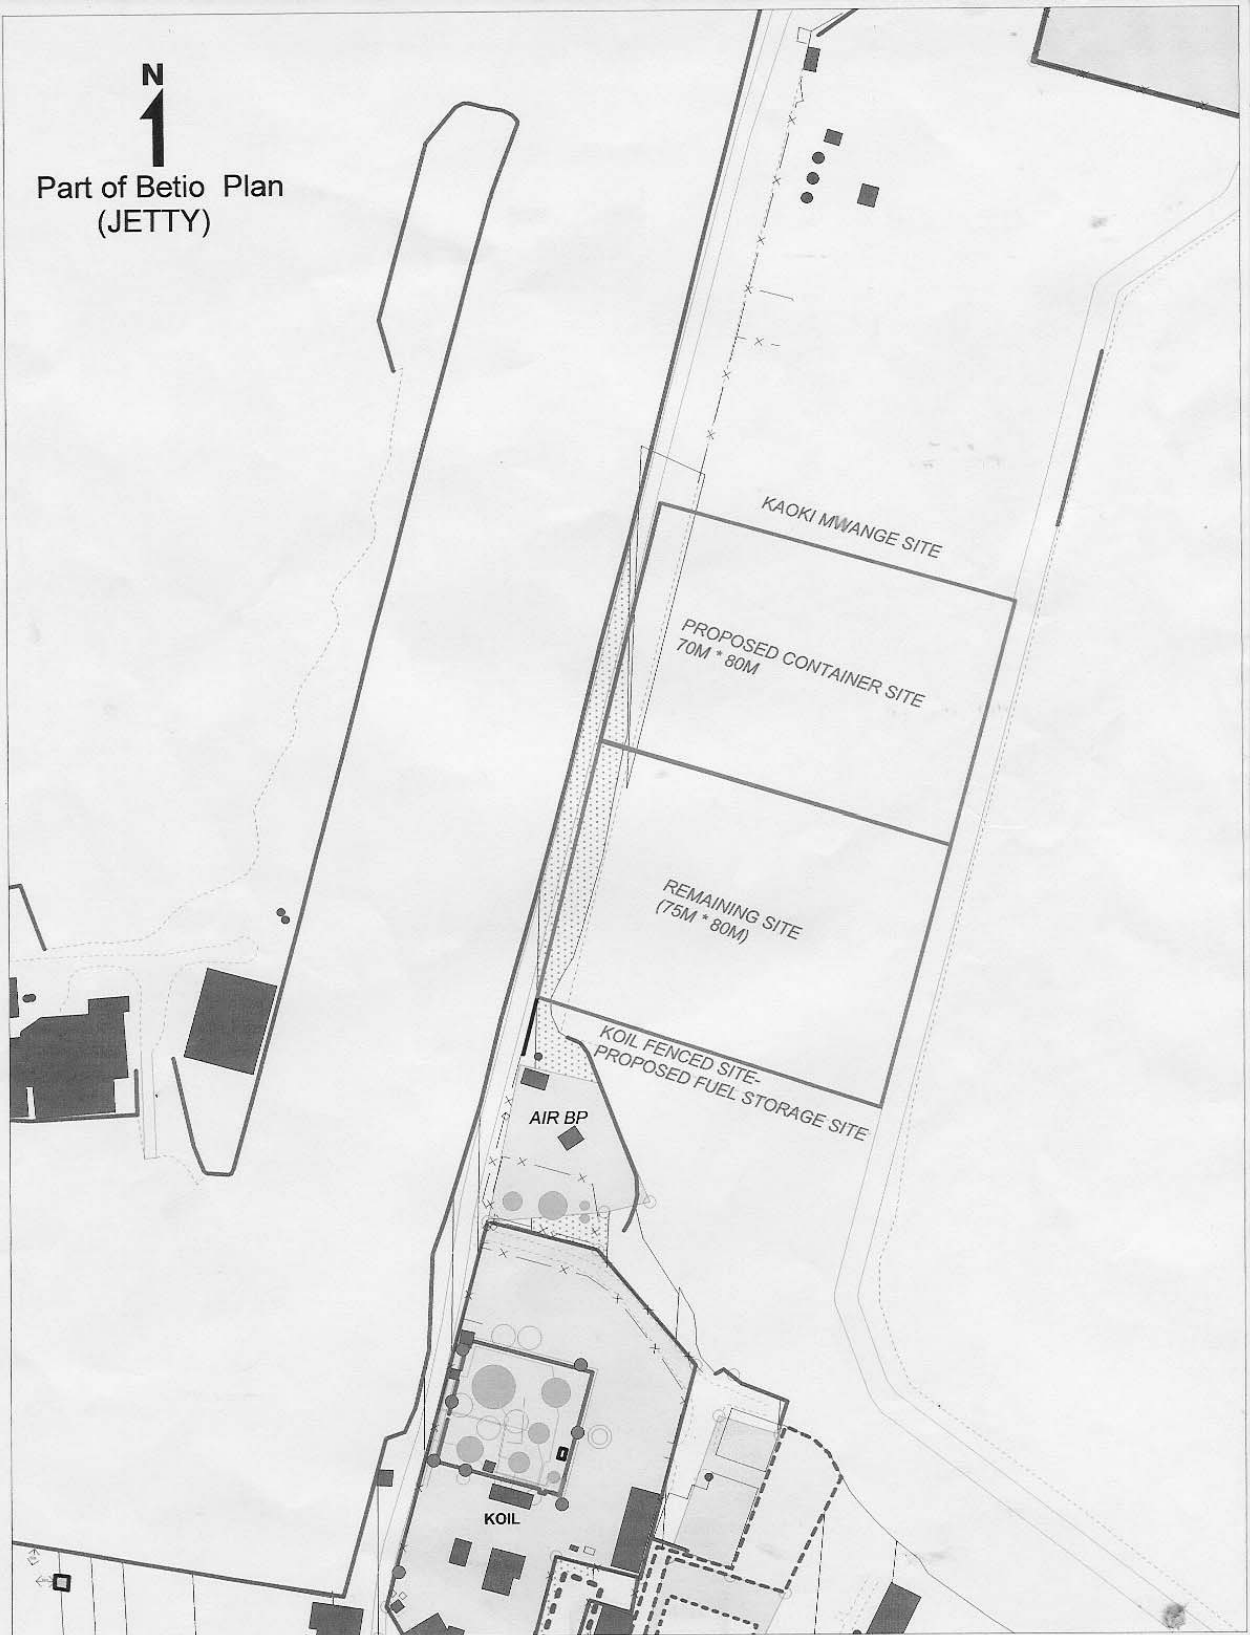 N
Part of Betio Plan
(JETTY)
KAOKI MWANGE SITE
PROPOSED CONTAINER SITE
70M * 80M
REMAINING SITE
(75M * 80M)
KOIL FENCED SITE-
PROPOSED FUEL STORAGE SITE
AIR BP
KOIL